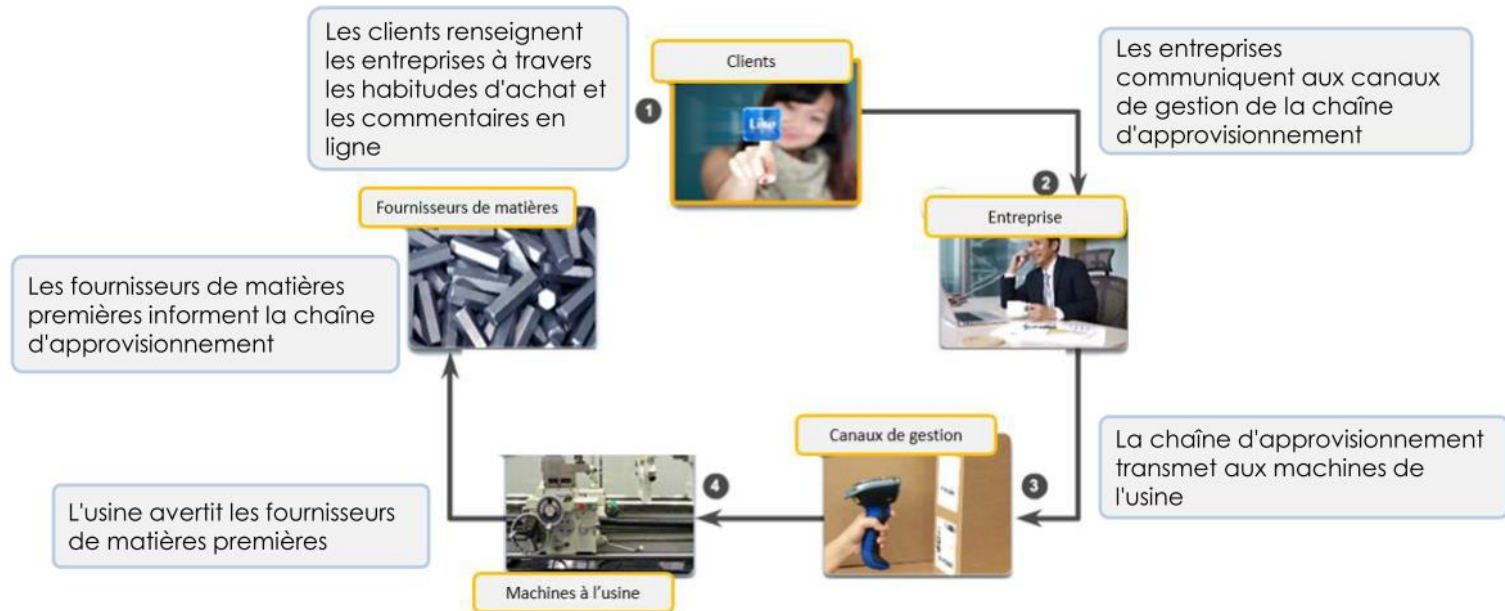 Les clients renseignent
les entreprises à travers
les habitudes d'achat et
les commentaires en
ligne
1
Clients
Like
Les entreprises
communiquent aux canaux
de gestion de la chaîne
d'approvisionnement
2
Entreprise
Fournisseurs de matières
Les fournisseurs de matières
premières informent la chaîne
d'approvisionnement
Canaux de gestion
3
La chaîne d'approvisionnement
transmet aux machines de
l'usine
4
L'usine avertit les fournisseurs
de matières premières
Machines à l'usine